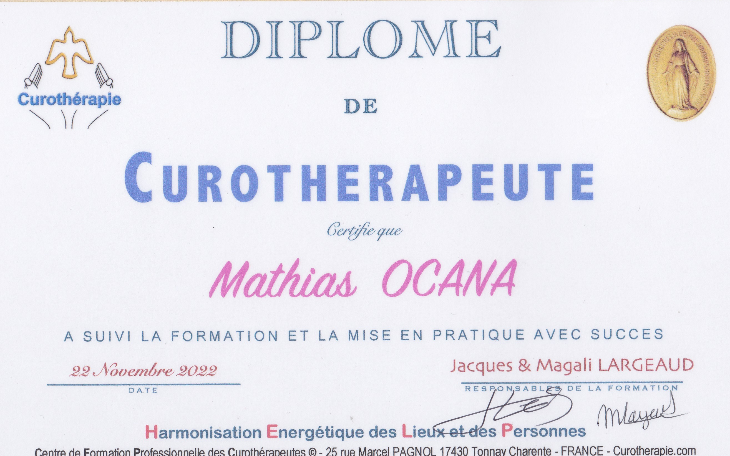 Curothérapie
DIPLOME
DE
CUROTHERAPEUTE
Certifie que
Mathias OCANA
A SUIVI LA FORMATION ET LA MISE EN PRATIQUE AVEC SUCCES
22 Novembre 2022
DATE
Jacques & Magali LARGEAUD
RESPONSABLES DE LA FORMATION
Harmonisation Energétique des Lieux et des Personnes
Centre de Formation Professionnelle des Curothérapeutes © - 25 rue Marcel PAGNOL 17430 Tonnay Charente - FRANCE - Curotherapie.com